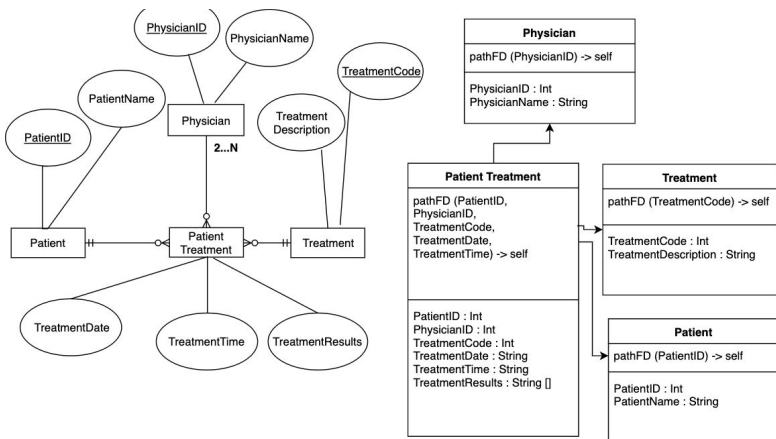 PhysicianID
PhysicianName
TreatmentCode
PatientName
Physician
Treatment
Description
PatientID
2...N
Patient
Patient
Treatment
Treatment
TreatmentDate
TreatmentTime
TreatmentResults
Physician
pathFD (PhysicianID) -> self
PhysicianID : Int
PhysicianName : String
Patient Treatment
pathFD (PatientID,
PhysicianID,
TreatmentCode,
TreatmentDate,
TreatmentTime) -> self
PatientID : Int
PhysicianID : Int
TreatmentCode : Int
TreatmentDate : String
TreatmentTime : String
TreatmentResults : String []
Treatment
pathFD (TreatmentCode) -> self
TreatmentCode : Int
TreatmentDescription : String
Patient
pathFD (PatientID) -> self
PatientID : Int
PatientName : String